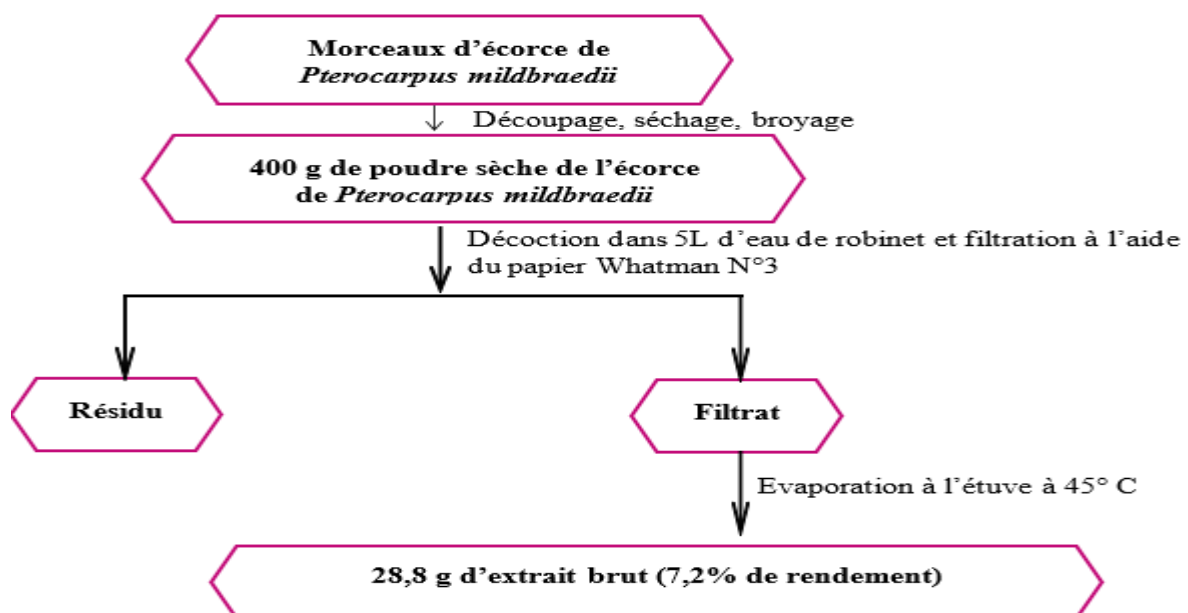 Morceaux d'écorce de
Pterocarpus mildbraedii
Découpage, séchage, broyage
400 g de poudre sèche de l'écorce
de Pterocarpus mildbraedii
Décoction dans 5L d'eau de robinet et filtration à l'aide
du papier Whatman N°3
Résidu
Filtrat
Evaporation à l'étuve à 45° C
28,8 g d'extrait brut (7,2% de rendement)